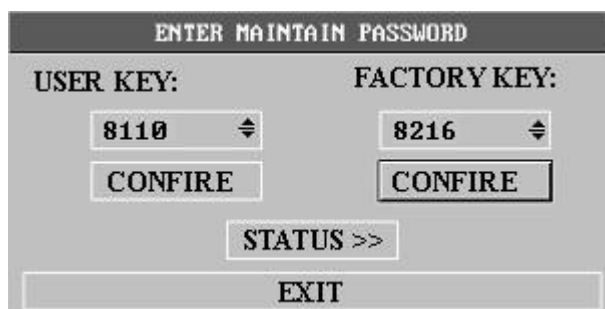 ENTER MAINTAIN PASSWORD
USER KEY:
FACTORY KEY:
8110
8216
CONFIRE
CONFIRE
STATUS >>
EXIT